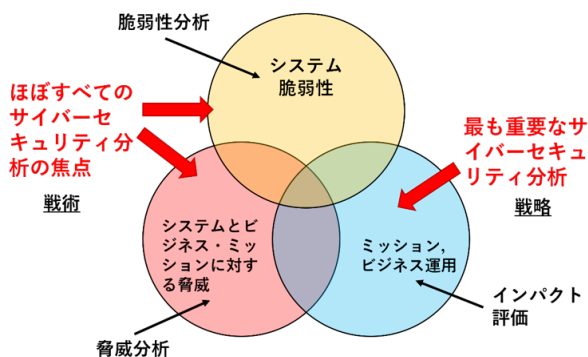 脆弱性分析
システム
脆弱性
ほぼすべての
サイバーセ
キュリティ分
析の焦点
戦術
最も重要なサ
イバーセキュ
リティ分析
戦略
システムとビ
ジネス・ミッ
ションに対す
る脅威
ミッション,
ビジネス運用
インパクト
評価
脅威分析